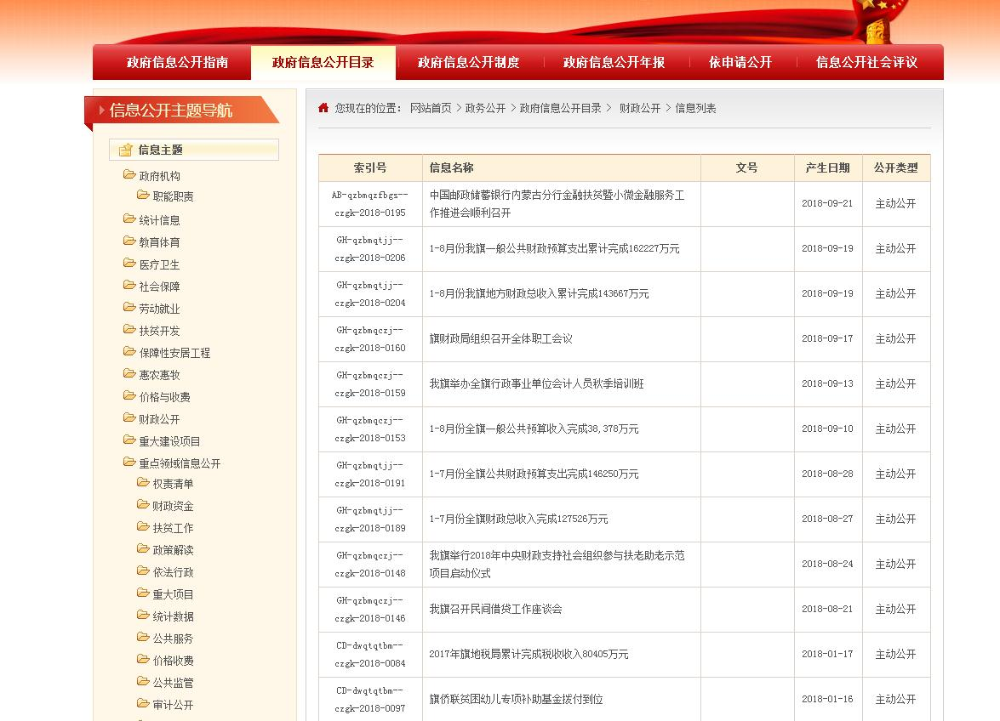 政府信息公开指南
政府信息公开目录
政府信息公开制度
政府信息公开年报
依申请公开
信息公开社会评议
信息公开主题导航
信息主题
政府机构
职能职责
统计信息
教育体育
医疗卫生
社会保障
劳动就业
扶贫开发
保障性安居工程
惠农惠牧
价格与收费
财政公开
重大建设项目
重点领域信息公开
权责清单
财政资金
扶贫工作
政策解读
依法行政
重大项目
统计数据
公共服务
价格收费
公共监管
审计公开
您现在的位置： 网站首页 > 政务公开 > 政府信息公开目录 > 财政公开 > 信息列表
索引号 信息名称 文号 产生日期 公开类型
AB-qzbmqzfbgs--
czgk-2018-0195
中国邮政储蓄银行内蒙古分行金融扶贫暨小微金融服务工
作推进会顺利召开
2018-09-21 主动公开
GH-qzbmqtjj--
czgk-2018-0206
1-8月份我旗一般公共财政预算支出累计完成162227万元
2018-09-19 主动公开
GH-qzbmqtjj--
czgk-2018-0204
1-8月份我旗地方财政总收入累计完成143667万元
2018-09-19 主动公开
GH-qzbmqczj--
czgk-2018-0160
旗财政局组织召开全体职工会议
2018-09-17 主动公开
GH-qzbmqczj--
czgk-2018-0159
我旗举办全旗行政事业单位会计人员秋季培训班
2018-09-13 主动公开
GH-qzbmqczj--
czgk-2018-0153
1-8月份全旗一般公共预算收入完成38,378万元
2018-09-10 主动公开
GH-qzbmqtjj--
czgk-2018-0191
1-7月份全旗公共财政预算支出完成146250万元
2018-08-28 主动公开
GH-qzbmqtjj--
czgk-2018-0189
1-7月份全旗财政总收入完成127526万元
2018-08-27 主动公开
GH-qzbmqczj--
czgk-2018-0148
我旗举行2018年中央财政支持社会组织参与扶老助老示范
项目启动仪式
2018-08-24 主动公开
GH-qzbmqczj--
czgk-2018-0146
我旗召开民间借贷工作座谈会
2018-08-21 主动公开
CD-dwqtqtbm--
czgk-2018-0084
2017年旗地税局累计完成税收收入80405万元
2018-01-17 主动公开
CD-dwqtqtbm--
czgk-2018-0097
旗侨联贫困幼儿专项补助基金拨付到位
2018-01-16 主动公开